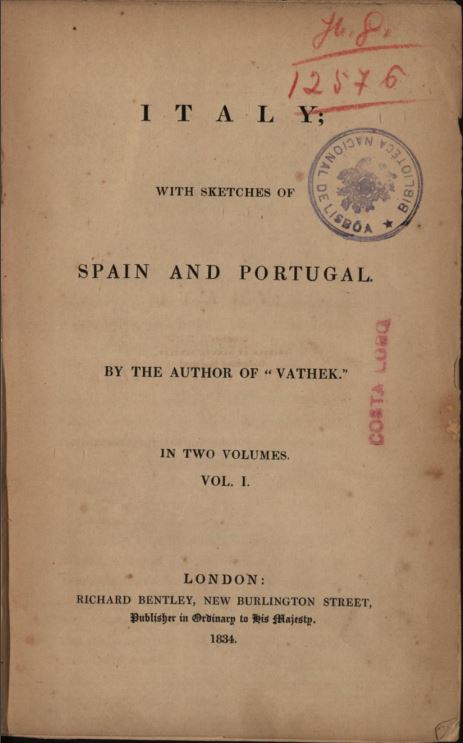 H. G.
12576
ITALY;
WITH SKETCHES OF
SPAIN AND PORTUGAL.
BIBLIOTECA NACIONAL DE LISBÔA
BY THE AUTHOR OF "VATHEK."
COSTA LOBO
IN TWO VOLUMES.
VOL. I.
LONDON:
RICHARD BENTLEY, NEW BURLINGTON STREET,
Publisher in Ordinary to His Majesty.
1834.